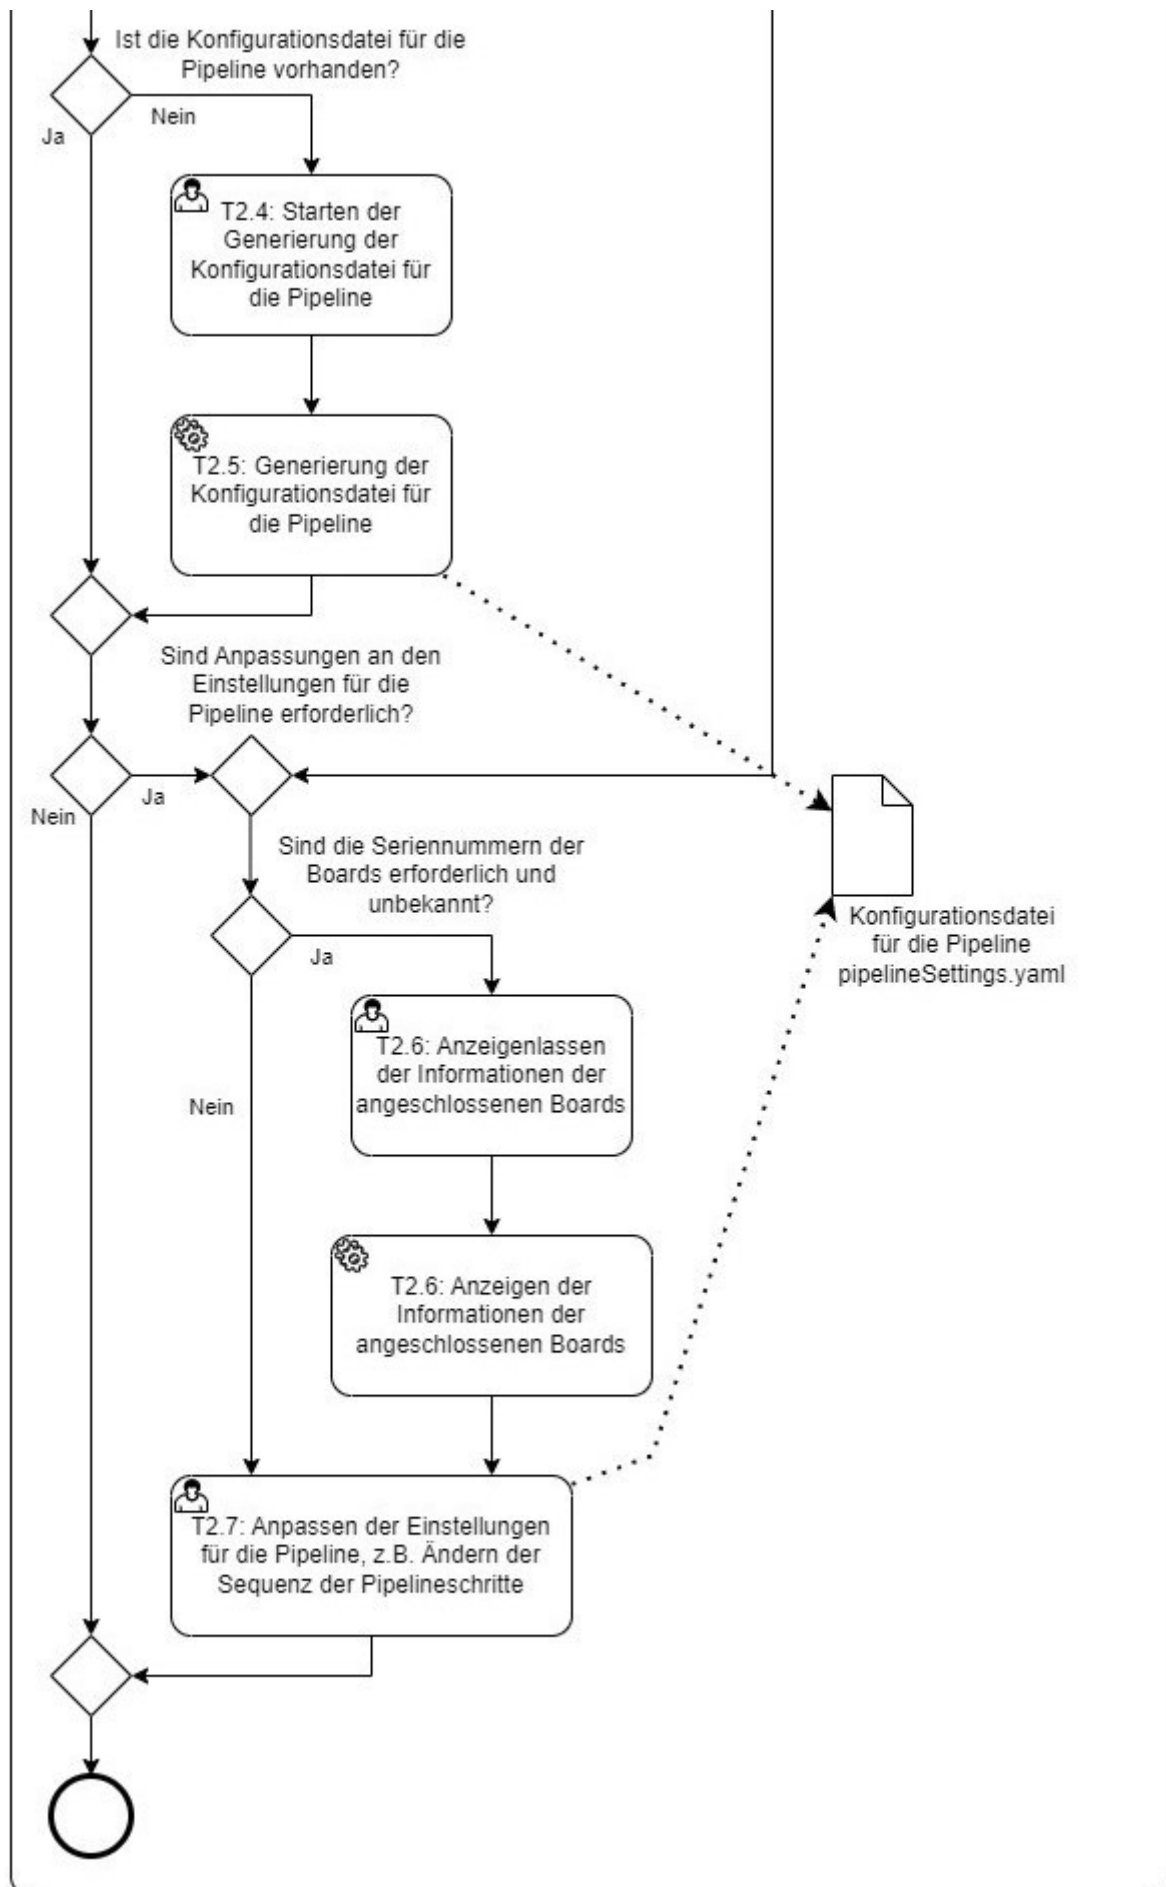 Ist die Konfigurationsdatei für die
Pipeline vorhanden?
Nein
Ja
T2.4: Starten der
Generierung der
Konfigurationsdatei für
die Pipeline
T2.5: Generierung der
Konfigurationsdatei für
die Pipeline
Sind Anpassungen an den
Einstellungen für die
Pipeline erforderlich?
Ja
Nein
Sind die Seriennummern der
Boards erforderlich und
unbekannt?
Konfigurationsdatei
für die Pipeline
pipelineSettings.yaml
Ja
T2.6: Anzeigenlassen
der Informationen der
angeschlossenen Boards
Nein
T2.6: Anzeigen der
Informationen der
angeschlossenen Boards
T2.7: Anpassen der Einstellungen
für die Pipeline, z.B. Ändern der
Sequenz der Pipelineschritte